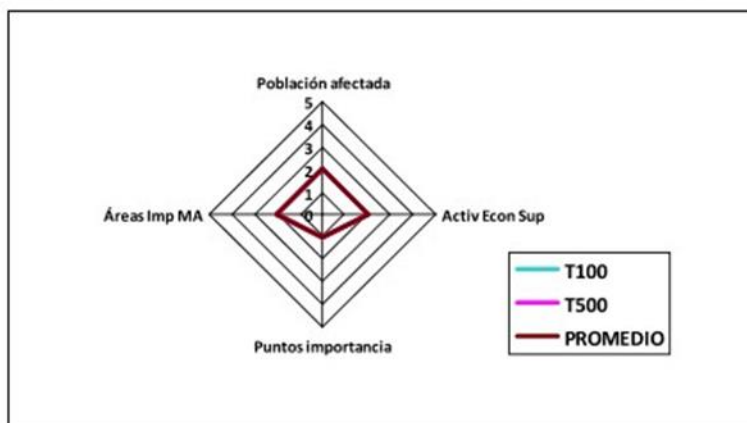 Población afectada
5
4
3
2
1
0
Áreas Imp MA
Activ Econ Sup
Puntos importancia
T100
T500
PROMEDIO